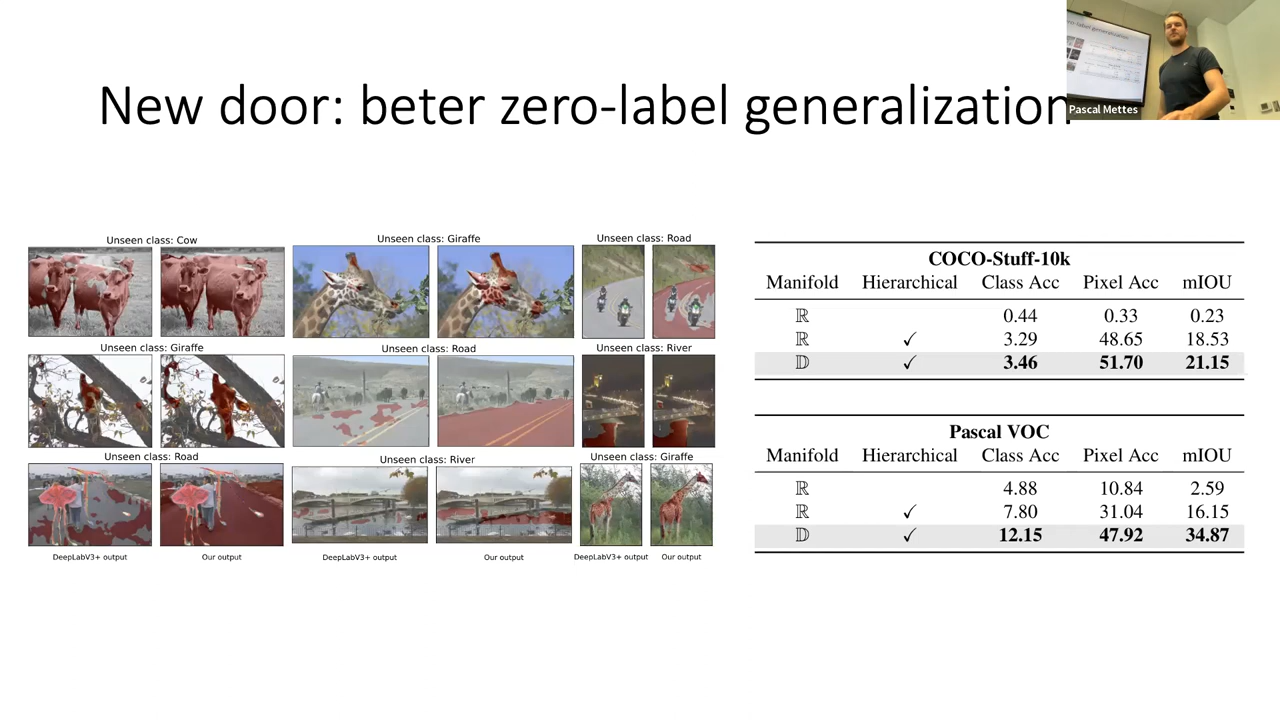 New door: beter zero-label generalization
Pascal Mettes
Unseen class: Cow
Unseen class: Giraffe
Unseen class: Road
Unseen class: Giraffe
Unseen class: Road
Unseen class: River
Unseen class: Road
Unseen class: River
Unseen class: Giraffe
DeepLabV3+ output
Our output
DeepLabV3+ output
Our output
DeepLabV3+ output
Our output
COCO-Stuff-10k
Manifold Hierarchical Class Acc Pixel Acc mIOU
ℝ 0.44 0.33 0.23
ℝ ✓ 3.29 48.65 18.53
𝔻 ✓ 3.46 51.70 21.15
Pascal VOC
Manifold Hierarchical Class Acc Pixel Acc mIOU
ℝ 4.88 10.84 2.59
ℝ ✓ 7.80 31.04 16.15
𝔻 ✓ 12.15 47.92 34.87